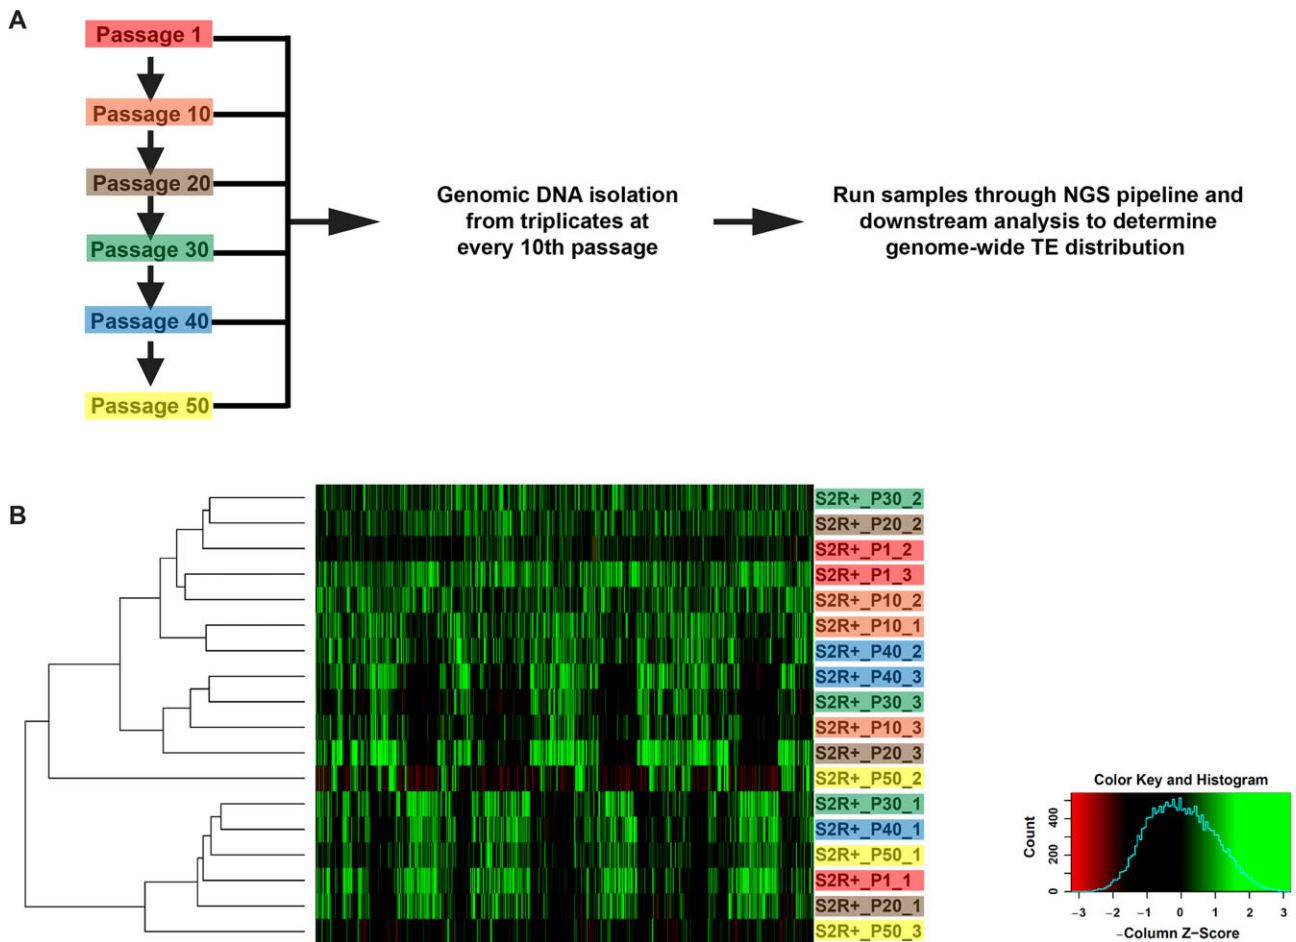 A
Passage 1
Passage 10
Passage 20
Passage 30
Passage 40
Passage 50
Genomic DNA isolation
from triplicates at
every 10th passage
Run samples through NGS pipeline and
downstream analysis to determine
genome-wide TE distribution
B
S2R+_P30_2
S2R+_P20_2
S2R+_P1_2
S2R+_P1_3
S2R+_P10_2
S2R+_P10_1
S2R+_P40_2
S2R+_P40_3
S2R+_P30_3
S2R+_P10_3
S2R+_P20_3
S2R+_P50_2
S2R+_P30_1
S2R+_P40_1
S2R+_P50_1
S2R+_P1_1
S2R+_P20_1
S2R+_P50_3
Color Key and Histogram
Count
0 200 400
−3 −2 −1 0 1 2 3
−Column Z−Score